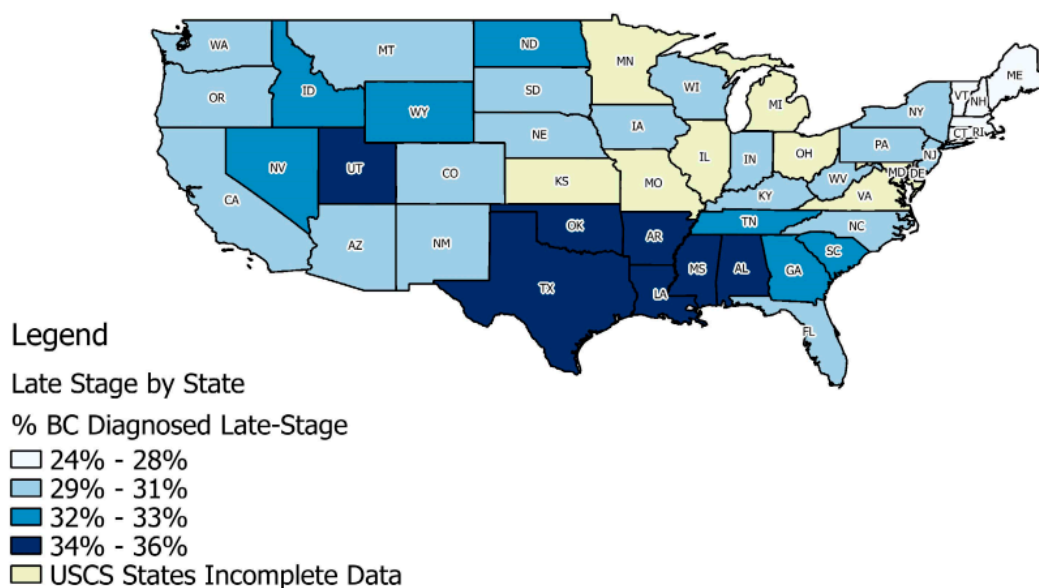 WA
MT
ND
MN
ME
OR
ID
SD
WI
VT
NH
MI
NY
WY
NE
IA
CT
RI
PA
NJ
NV
UT
CO
IL
IN
OH
MD
DE
WV
KS
MO
KY
VA
CA
AZ
NM
OK
AR
TN
NC
SC
MS
AL
GA
TX
LA
FL
Legend
Late Stage by State
% BC Diagnosed Late-Stage
24% - 28%
29% - 31%
32% - 33%
34% - 36%
USCS States Incomplete Data